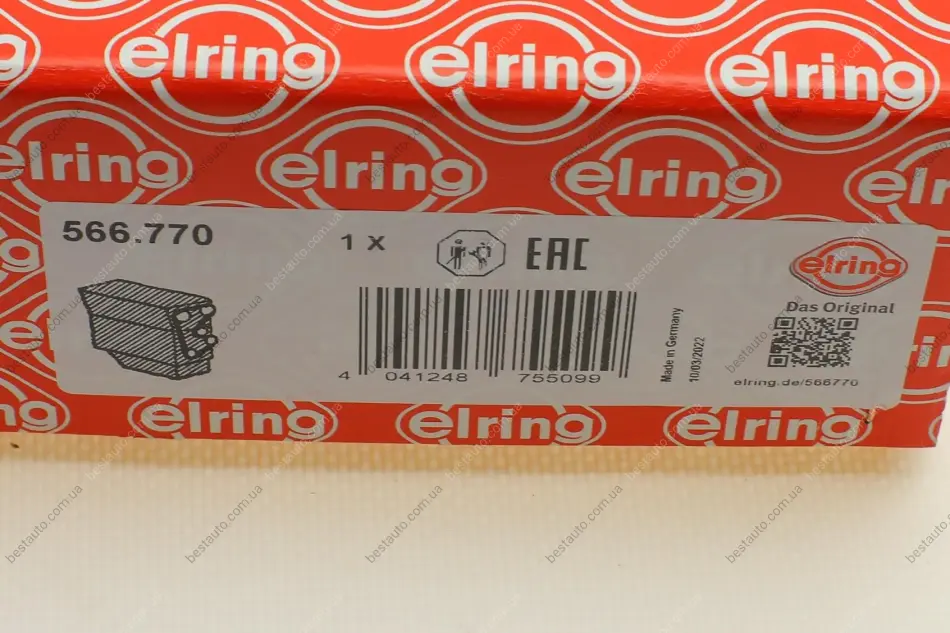 elring elring elring
elring elring elring
566.770
1 X
EAC
elring
Das Original
elring.de/566770
Made in Germany
10/03/2022
4 041248 755099
elring elring elring
bestauto.com.ua